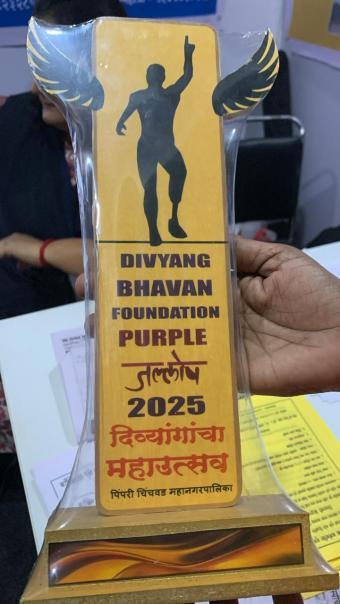 DIVYANG
BHAVAN
FOUNDATION
PURPLE
जल्लोष
2025
दिव्यांगांचा
महाउत्सव
पिंपरी चिंचवड महानगरपालिका